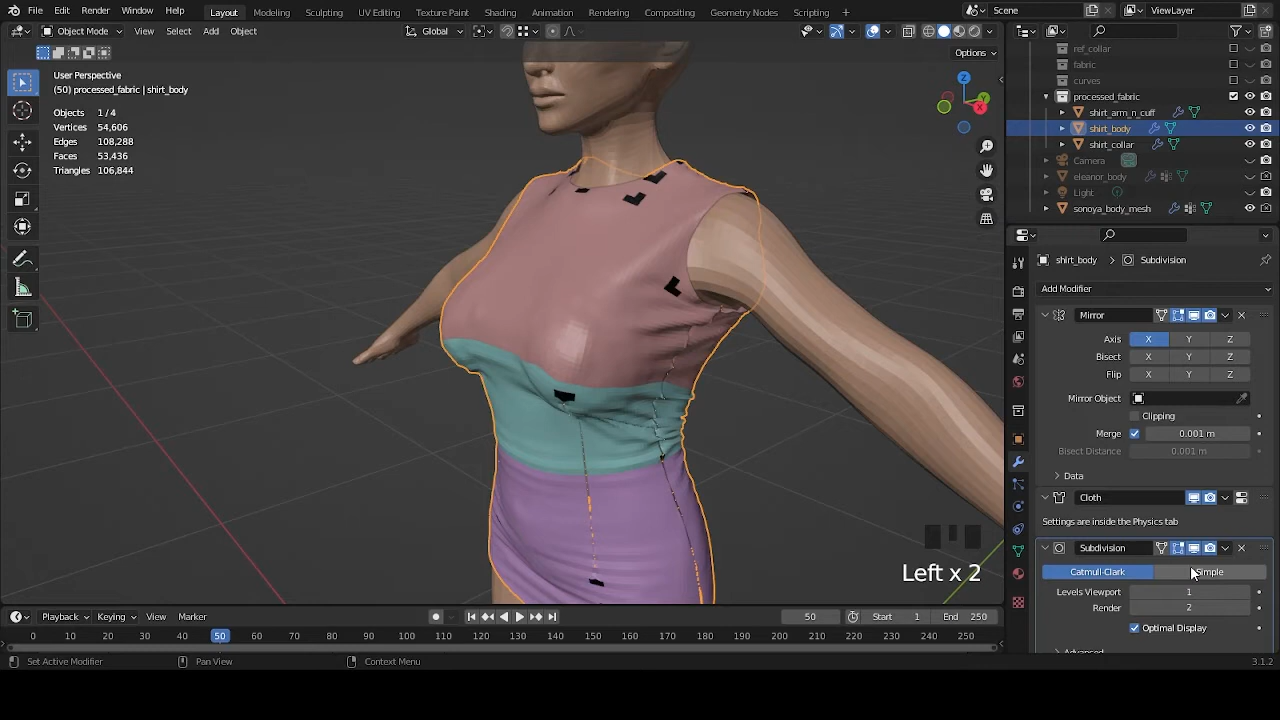 File Edit Render Window Help Layout Modeling Sculpting UV Editing Texture Paint Shading Animation Rendering Compositing Geometry Nodes Scripting + Scene ViewLayer
Object Mode View Select Add Object Global
Options
User Perspective
(50) processed_fabric | shirt_body
Objects 1/4
Vertices 54,606
Edges 108,288
Faces 53,436
Triangles 106,844
Z
Y
X
Left x 2
ref_collar
fabric
curves
processed_fabric
shirt_arm_n_cuff
shirt_body
shirt_collar
Camera
eleanor_body
Light
sonoya_body_mesh
shirt_body > Subdivision
Add Modifier
Mirror
Axis X Y Z
Bisect X Y Z
Flip X Y Z
Mirror Object
Clipping
Merge 0.001 m
Bisect Distance 0.001 m
> Data
Cloth
Settings are inside the Physics tab
Subdivision
Catmull-Clark Simple
Levels Viewport 1
Render 2
Optimal Display
Advanced
Playback Keying View Marker 50 Start 1 End 250
0 10 20 30 40 50 60 70 80 90 100 110 120 130 140 150 160 170 180 190 200 210 220 230 240 250
Set Active Modifier Pan View Context Menu 3.1.2